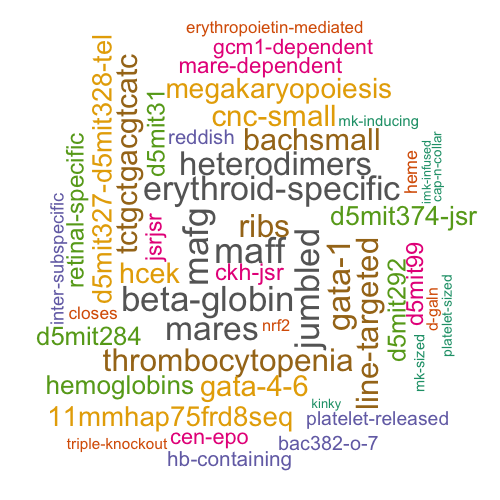 erythropoietin-mediated
gcm1-dependent
mare-dependent
megakaryopoiesis
cnc-small
mk-inducing
reddish
bachsmall
heterodimers
erythroid-specific
retinal-specific
d5mit327-d5mit328-tel
tctgctgacgtcatc
d5mit31
heme
imk-infused
cap-n-collar
inter-subspecific
jsrjsr
mafg
ribs
maff
d5mit374-jsr
hcek
ckh-jsr
jumbled
gata-1
line-targeted
d5mit292
d5mit99
d-galn
platelet-sized
mk-sized
beta-globin
closes
mares
nrf2
d5mit284
thrombocytopenia
hemoglobins
gata-4-6
kinky
11mmhap75frd8seq
platelet-released
triple-knockout
cen-epo
bac382-o-7
hb-containing